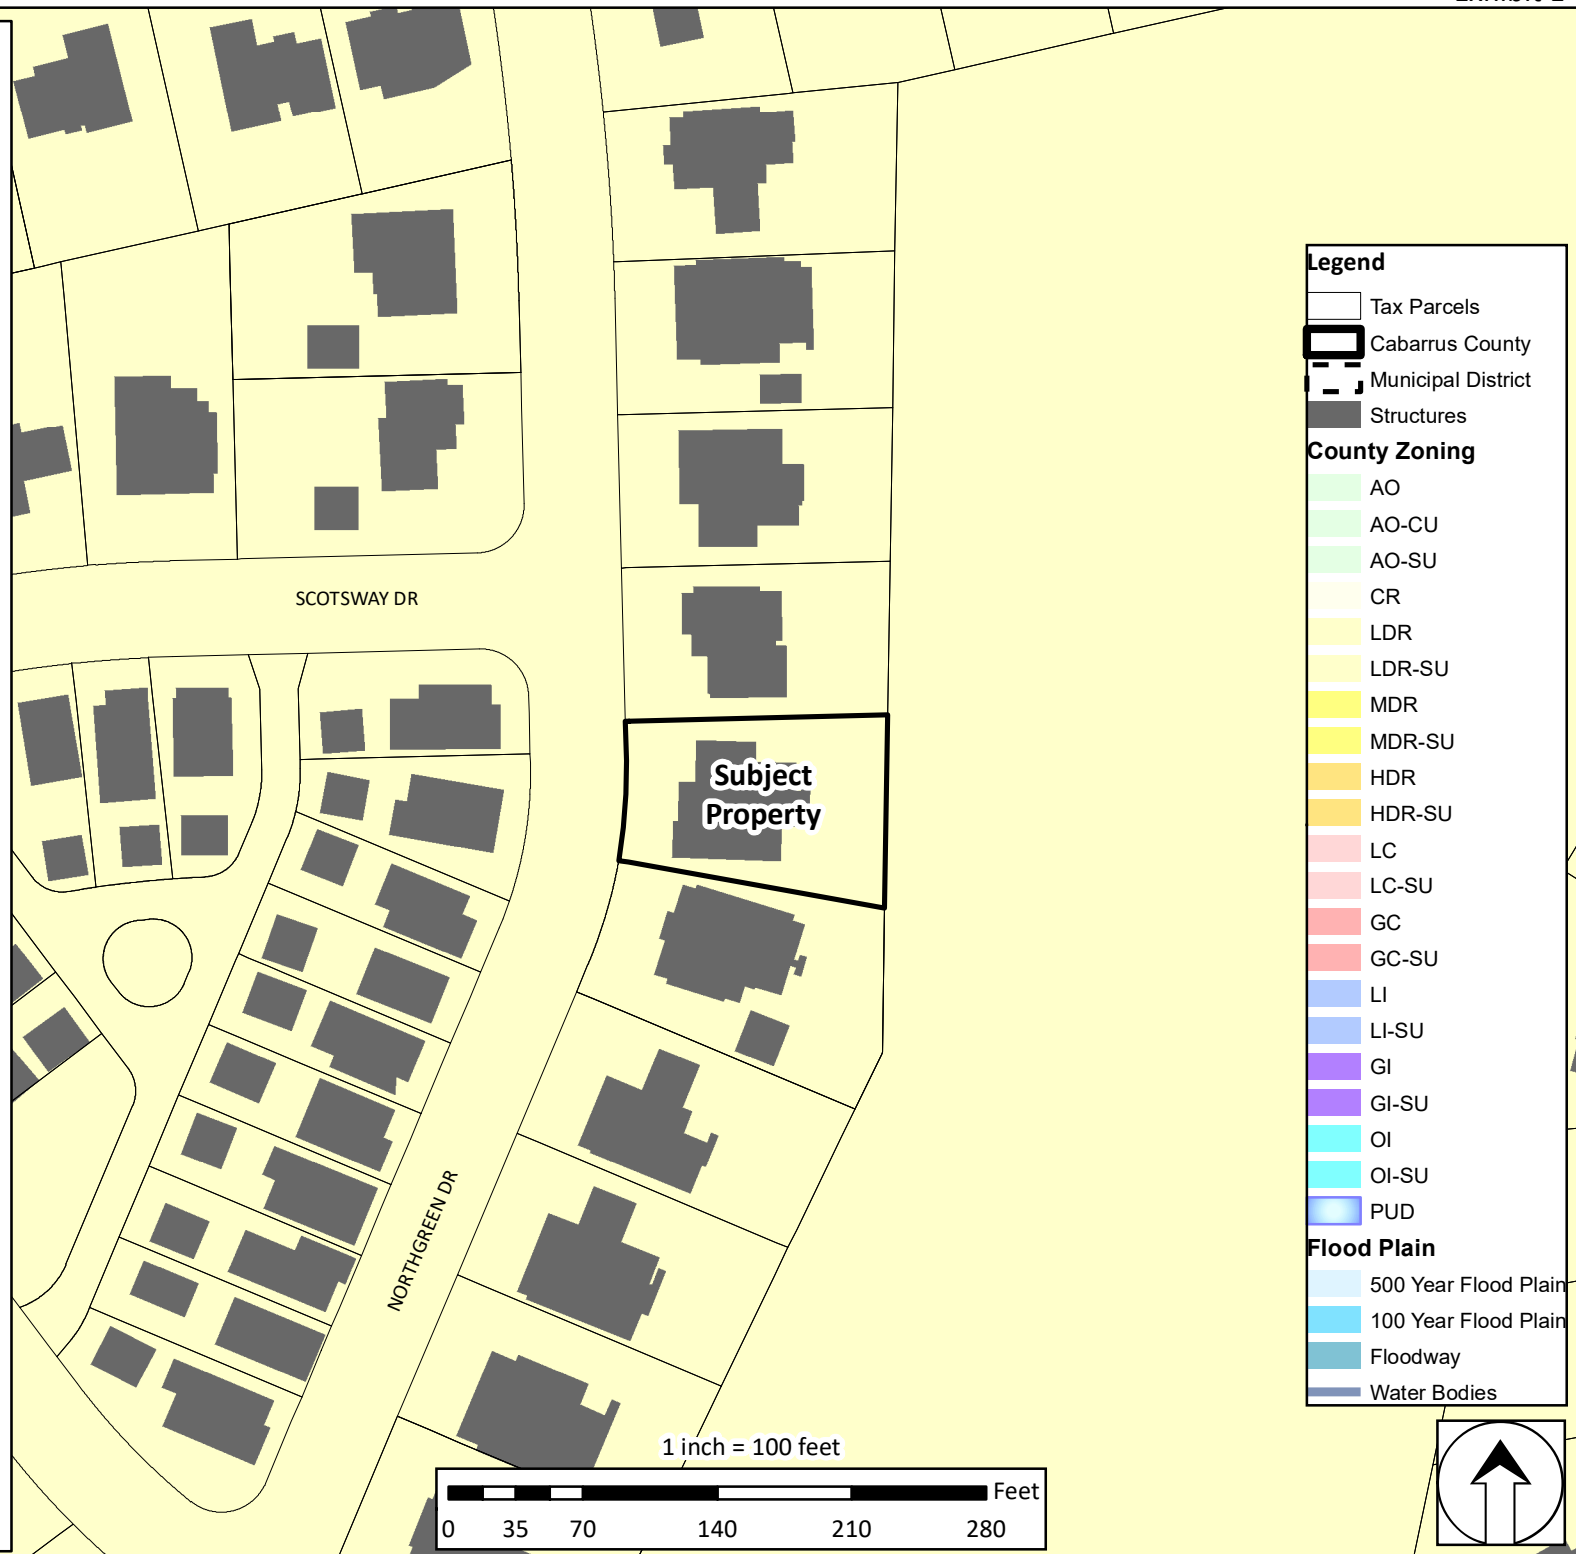 SCOTSWAY DR
Subject
Property
NORTHGREEN DR
Legend
Tax Parcels
Cabarrus County
Municipal District
Structures
County Zoning
AO
AO-CU
AO-SU
CR
LDR
LDR-SU
MDR
MDR-SU
HDR
HDR-SU
LC
LC-SU
GC
GC-SU
LI
LI-SU
GI
GI-SU
OI
OI-SU
PUD
Flood Plain
500 Year Flood Plain
100 Year Flood Plain
Floodway
Water Bodies
1 inch = 100 feet
Feet
0 35 70 140 210 280